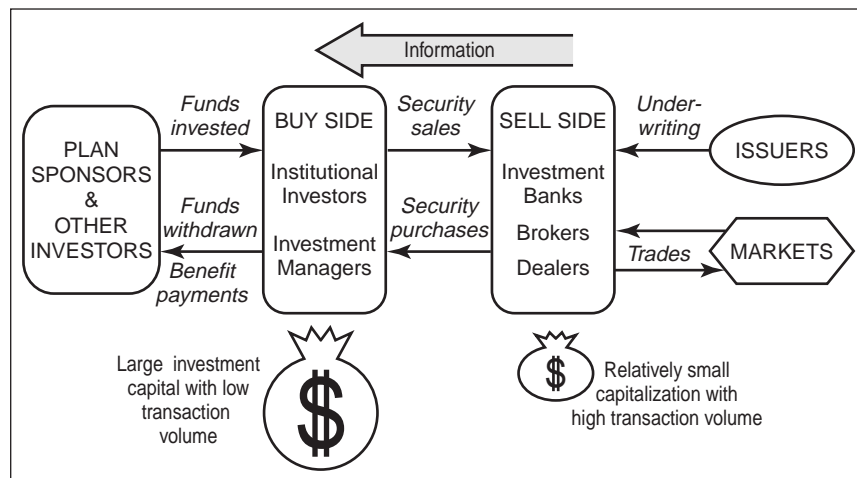 Information
Funds
invested
BUY SIDE
Security
sales
SELL SIDE
Under-
writing
PLAN
SPONSORS
&
OTHER
INVESTORS
Institutional
Investors
Investment
Banks
ISSUERS
Funds
withdrawn
Benefit
payments
Investment
Managers
Security
purchases
Brokers
Dealers
Trades
MARKETS
Large investment
capital with low
transaction
volume
$
$
Relatively small
capitalization with
high transaction volume